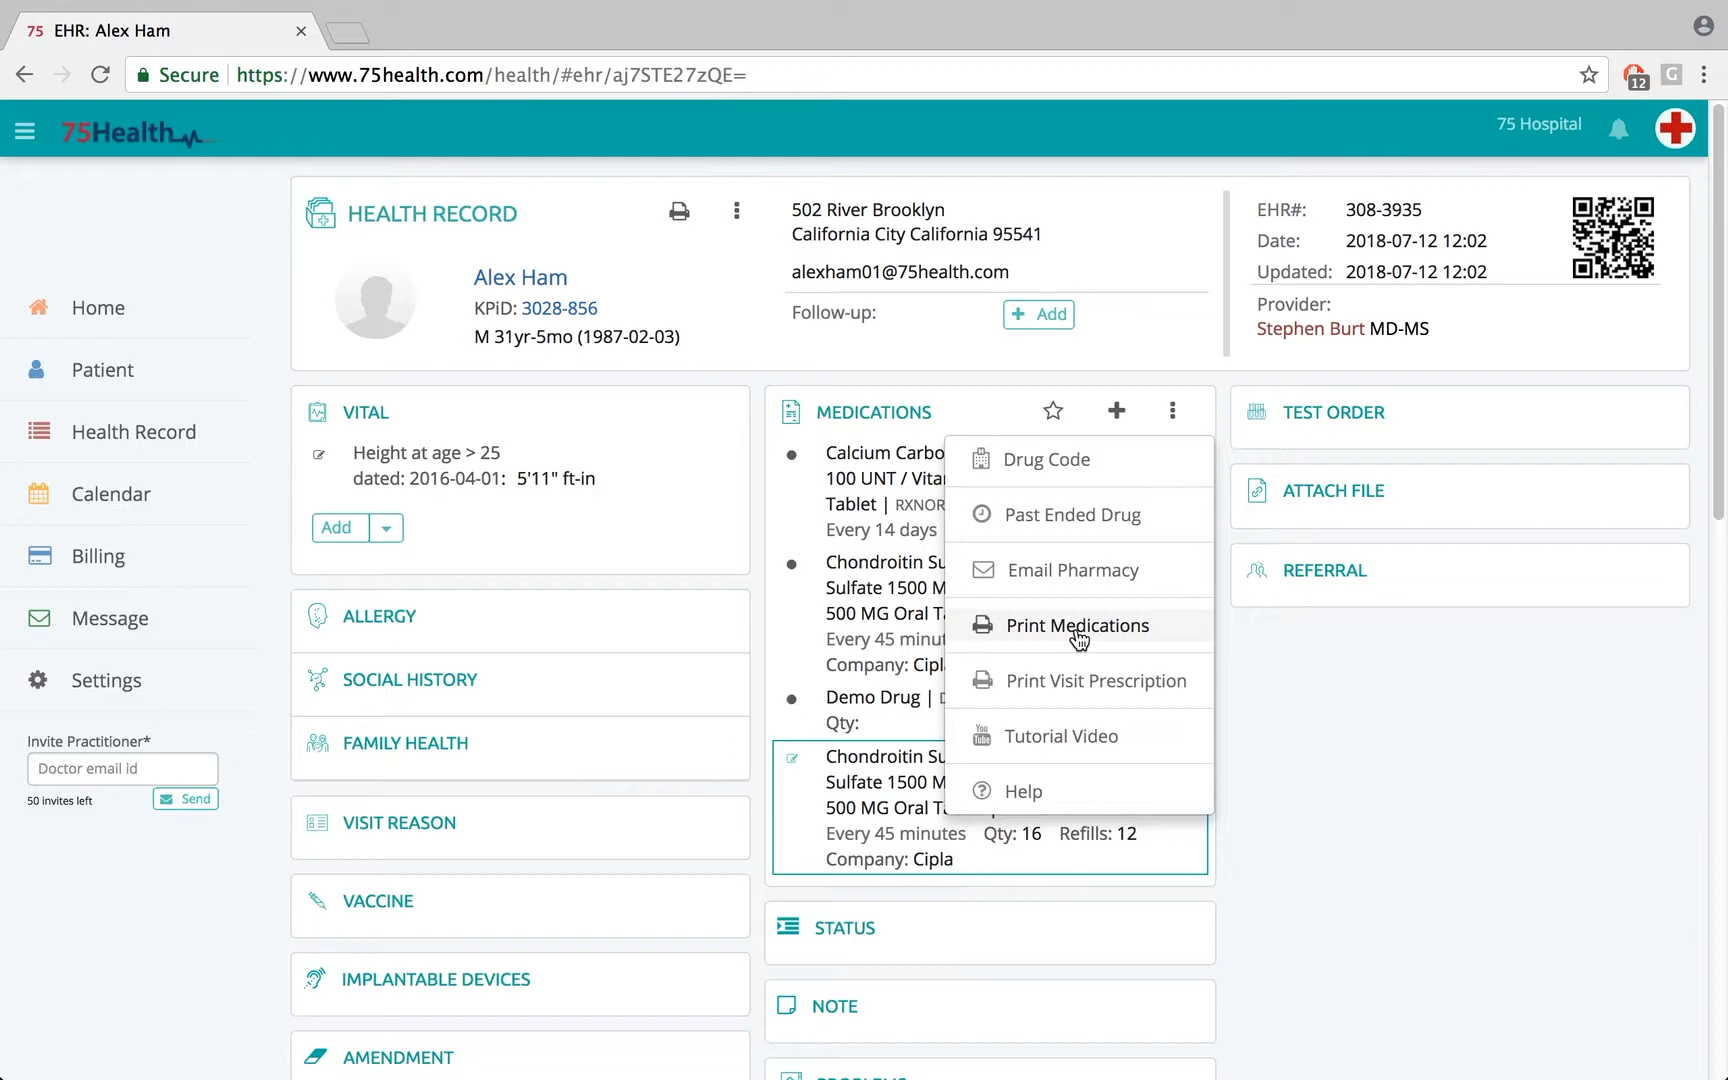 75 EHR: Alex Ham
Secure https://www.75health.com/health/#ehr/aj7STE27zQE=
12
G
75Health
75 Hospital
Home
Patient
Health Record
Calendar
Billing
Message
Settings
Invite Practitioner*
Doctor email id
50 invites left Send
HEALTH RECORD
Alex Ham
KPiD: 3028-856
M 31yr-5mo (1987-02-03)
502 River Brooklyn
California City California 95541
alexham01@75health.com
Follow-up: + Add
EHR#: 308-3935
Date: 2018-07-12 12:02
Updated: 2018-07-12 12:02
Provider:
Stephen Burt MD-MS
VITAL
Height at age > 25
dated: 2016-04-01: 5'11" ft-in
Add
ALLERGY
SOCIAL HISTORY
FAMILY HEALTH
VISIT REASON
VACCINE
IMPLANTABLE DEVICES
AMENDMENT
MEDICATIONS
Calcium Carbo
100 UNT / Vita
Tablet | RXNOR
Every 14 days
Chondroitin Su
Sulfate 1500 M
500 MG Oral Ta
Every 45 minut
Company: Cipl
Demo Drug |
Qty:
Chondroitin Su
Sulfate 1500 M
500 MG Oral Ta
Every 45 minutes Qty: 16 Refills: 12
Company: Cipla
Drug Code
Past Ended Drug
Email Pharmacy
Print Medications
Print Visit Prescription
You
Tube
Tutorial Video
Help
STATUS
NOTE
TEST ORDER
ATTACH FILE
REFERRAL